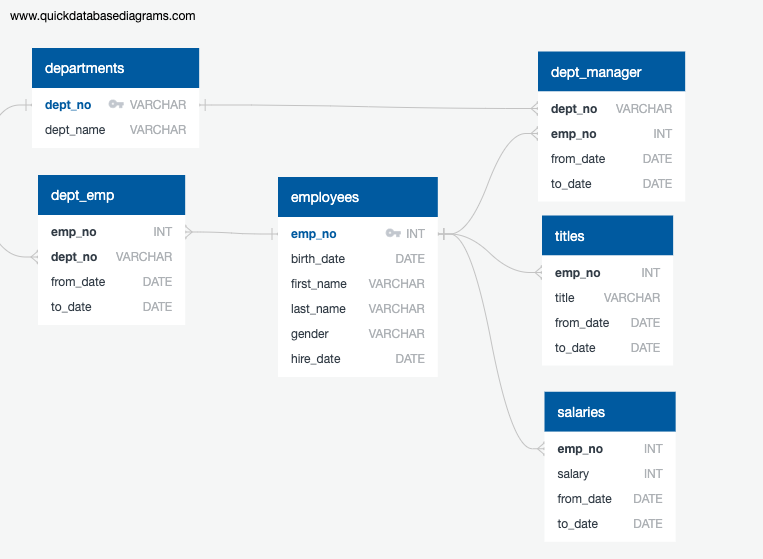 www.quickdatabasediagrams.com
departments
dept_no VARCHAR
dept_name VARCHAR
dept_emp
emp_no INT
dept_no VARCHAR
from_date DATE
to_date DATE
employees
emp_no INT
birth_date DATE
first_name VARCHAR
last_name VARCHAR
gender VARCHAR
hire_date DATE
dept_manager
dept_no VARCHAR
emp_no INT
from_date DATE
to_date DATE
titles
emp_no INT
title VARCHAR
from_date DATE
to_date DATE
salaries
emp_no INT
salary INT
from_date DATE
to_date DATE